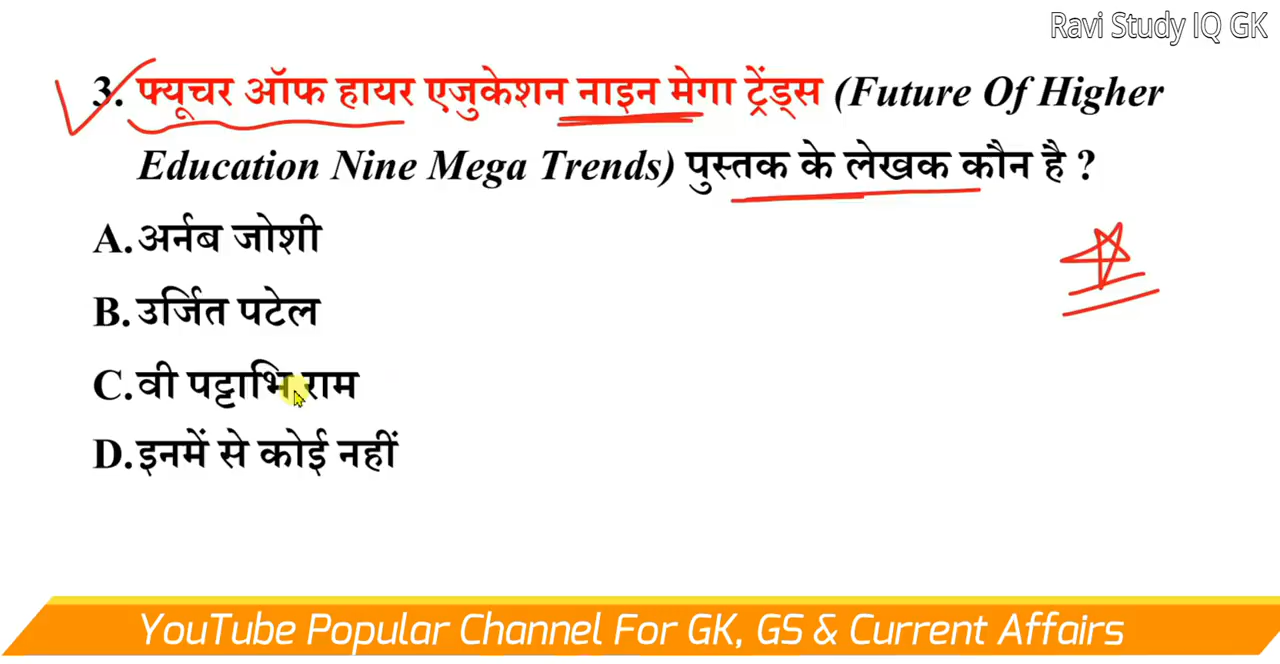 Ravi Study IQ GK
3. फ्यूचर ऑफ हायर एजुकेशन नाइन मेगा ट्रेंड्स (Future Of Higher
Education Nine Mega Trends) पुस्तक के लेखक कौन है ?
A.अर्नब जोशी
B.उर्जित पटेल
C.वी पट्टाभि राम
D.इनमें से कोई नहीं
YouTube Popular Channel For GK, GS & Current Affairs